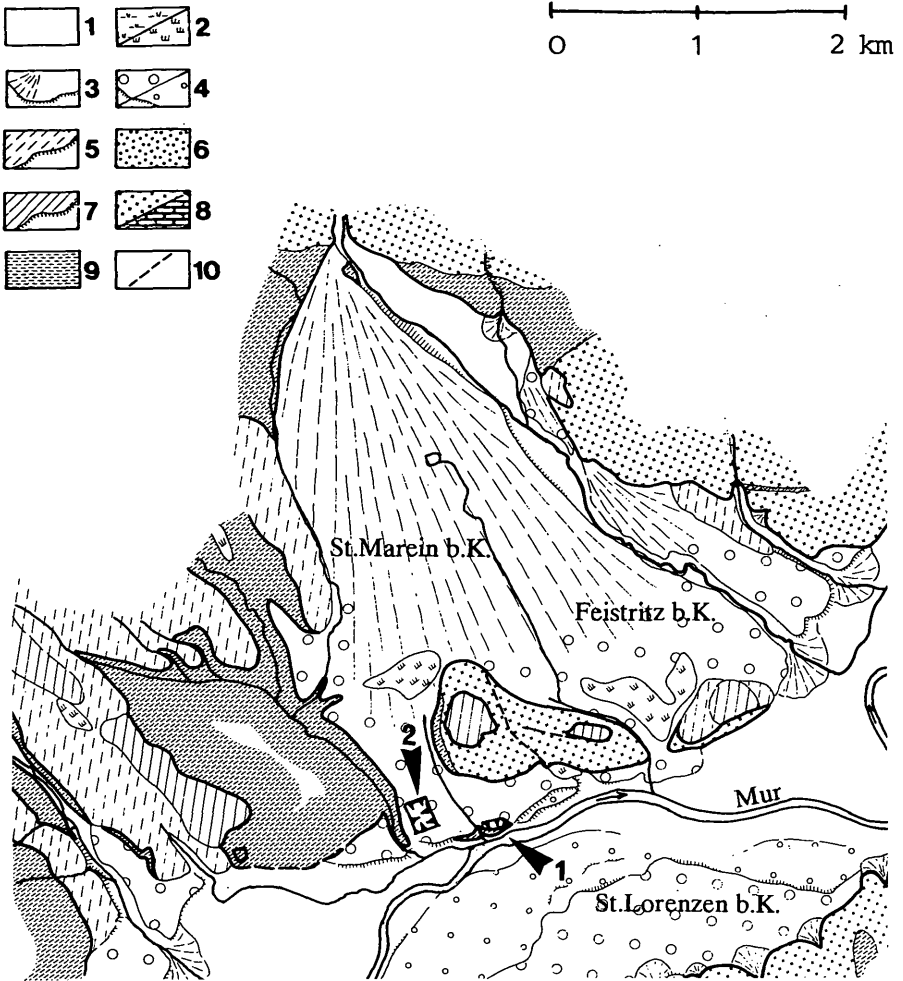 1 2
3 4
5 6
7 8
9 10
0 1 2 km
St.Marein b.K.
Feistritz b.K.
2
Mur
1
St.Lorenzen b.K.